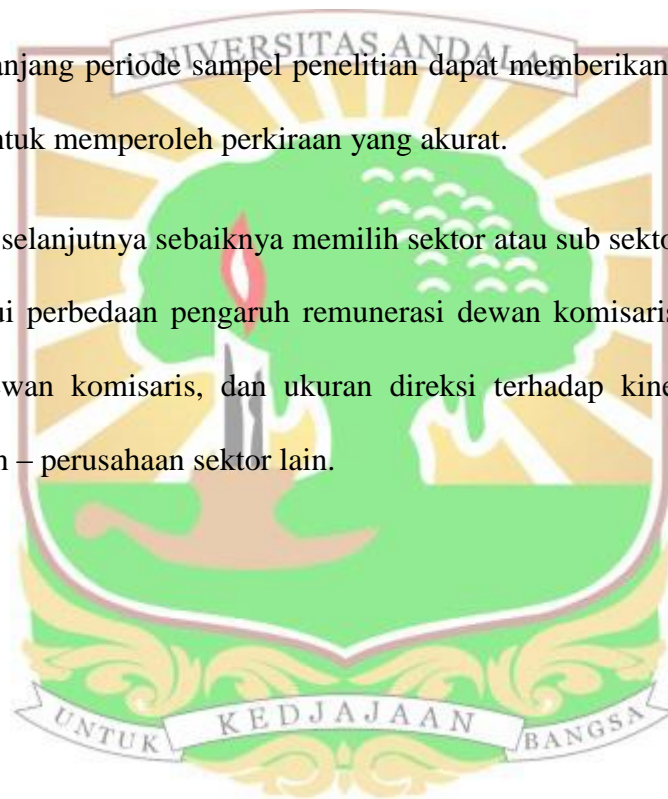 UNIVERSITAS ANDALAS
anjang periode sampel penelitian dapat memberikan
tuk memperoleh perkiraan yang akurat.
selanjutnya sebaiknya memilih sektor atau sub sekto
ui perbedaan pengaruh remunerasi dewan komisaris
wan komisaris, dan ukuran direksi terhadap kine
n – perusahaan sektor lain.
UNTUK KEDJAJAAN BANGSA